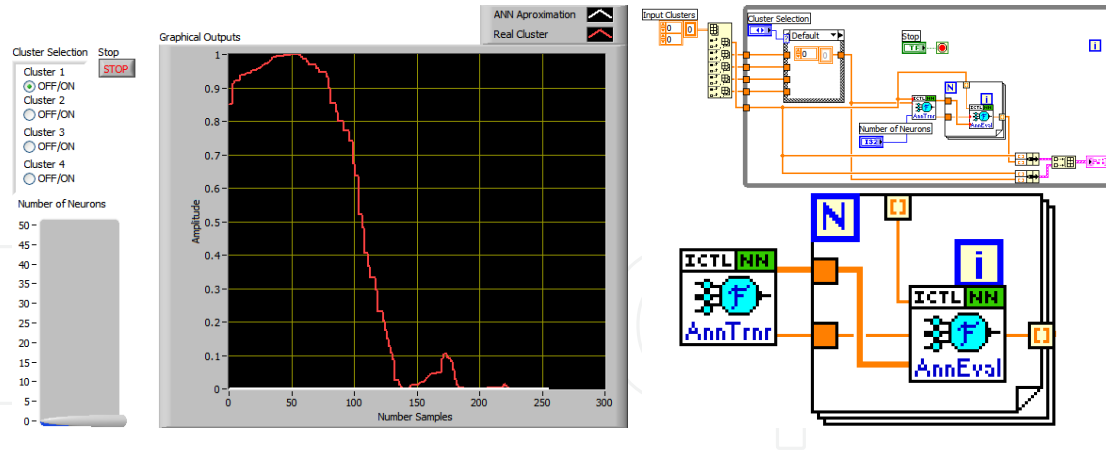 Cluster Selection
Stop
STOP
Cluster 1
OFF/ON
Cluster 2
OFF/ON
Cluster 3
OFF/ON
Cluster 4
OFF/ON
Number of Neurons
50
45
40
35
30
25
20
15
10
5
0
ANN Aproximation
Real Cluster
Graphical Outputs
Amplitude
1
0.9
0.8
0.7
0.6
0.5
0.4
0.3
0.2
0.1
0
0 50 100 150 200 250 300
Number Samples
Input Clusters
0
0
0
Cluster Selection
Default
0
0
Stop
TF
i
N
i
ICTL NN
AnnTrnr
ICTL NN
AnnEval
Number of Neurons
I32
N
i
ICTL NN
AnnTrnr
ICTL NN
AnnEval